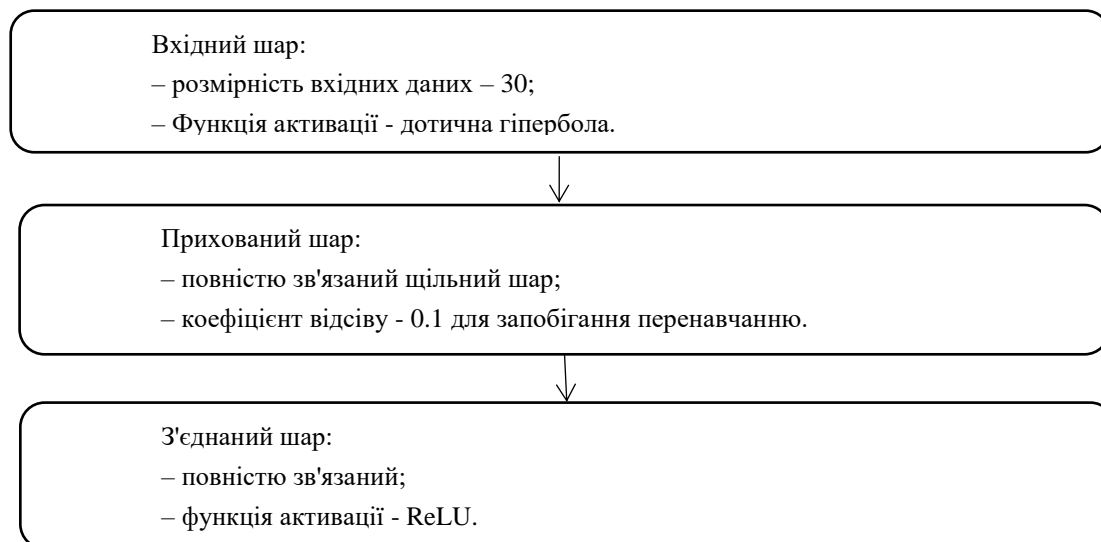 Вхідний шар:
– розмірність вхідних даних – 30;
– Функція активації - дотична гіпербола.
Прихований шар:
– повністю зв'язаний щільний шар;
– коефіцієнт відсіву - 0.1 для запобігання перенавчанню.
З'єднаний шар:
– повністю зв'язаний;
– функція активації - ReLU.